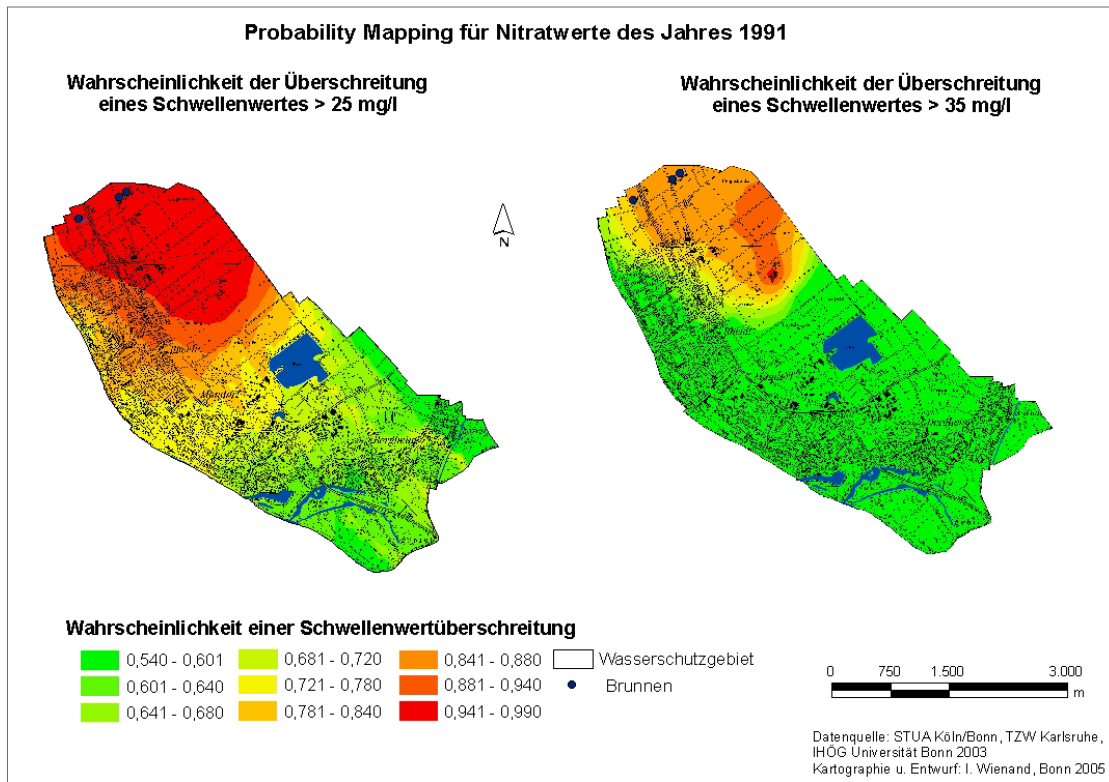 Probability Mapping für Nitratwerte des Jahres 1991
Wahrscheinlichkeit der Überschreitung
eines Schwellenwertes > 25 mg/l
Wahrscheinlichkeit der Überschreitung
eines Schwellenwertes > 35 mg/l
N
Wahrscheinlichkeit einer Schwellenwertüberschreitung
0,540 - 0,601
0,601 - 0,640
0,641 - 0,680
0,681 - 0,720
0,721 - 0,780
0,781 - 0,840
0,841 - 0,880
0,881 - 0,940
0,941 - 0,990
Wasserschutzgebiet
Brunnen
0 750 1.500 3.000
m
Datenquelle: STUA Köln/Bonn, TZW Karlsruhe,
IHÖG Universität Bonn 2003
Kartographie u. Entwurf: I. Wienand, Bonn 2005